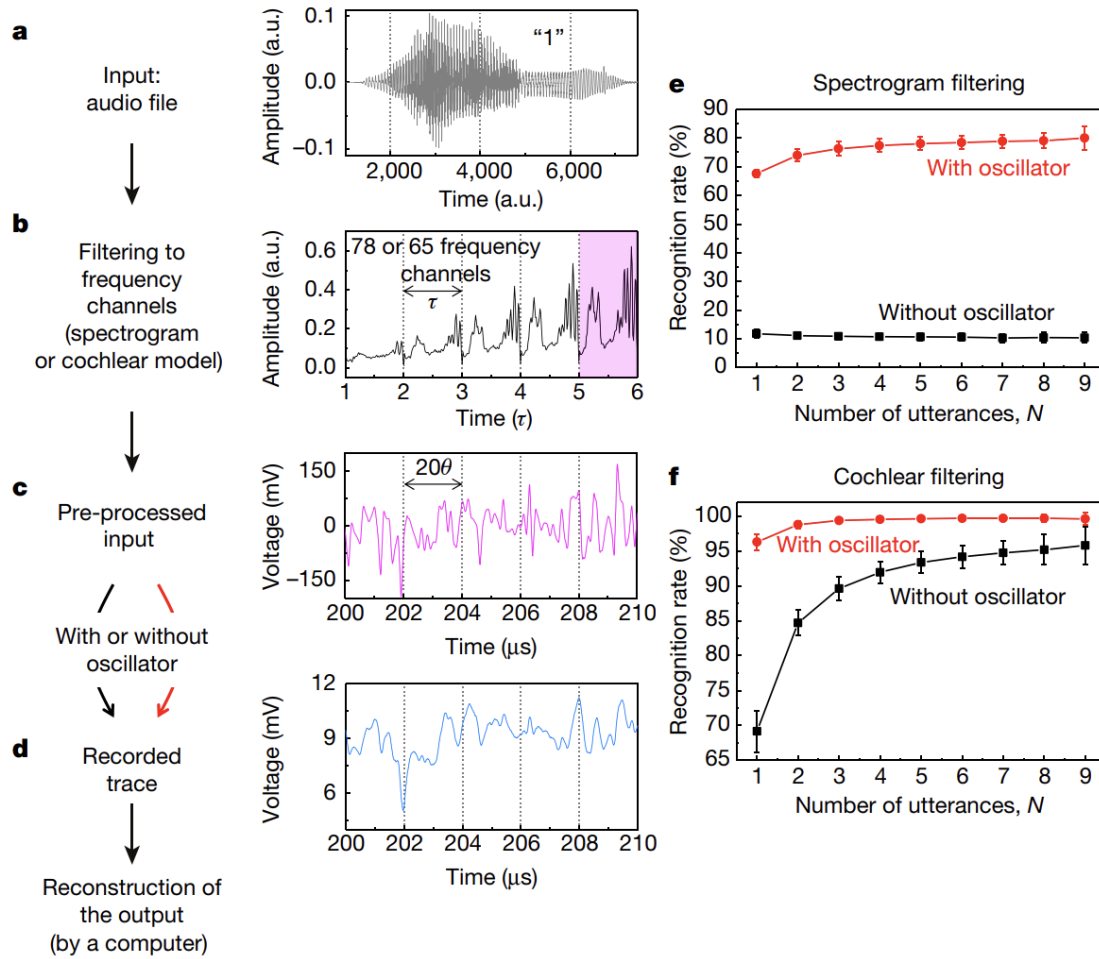 a
Input:
audio file
Amplitude (a.u.)
0.1
0.0
−0.1
“1”
2,000 4,000 6,000
Time (a.u.)
b
Filtering to
frequency
channels
(spectrogram
or cochlear model)
Amplitude (a.u.)
0.6
0.4
0.2
0.0
78 or 65 frequency
channels
τ
1 2 3 4 5 6
Time (τ)
c
Pre-processed
input
With or without
oscillator
Voltage (mV)
150
0
−150
20θ
200 202 204 206 208 210
Time (μs)
d
Recorded
trace
Reconstruction of
the output
(by a computer)
Voltage (mV)
12
9
6
200 202 204 206 208 210
Time (μs)
e
Spectrogram filtering
Recognition rate (%)
90
80
70
60
50
40
30
20
10
0
With oscillator
Without oscillator
1 2 3 4 5 6 7 8 9
Number of utterances, N
f
Cochlear filtering
Recognition rate (%)
100
95
90
85
80
75
70
65
With oscillator
Without oscillator
1 2 3 4 5 6 7 8 9
Number of utterances, N